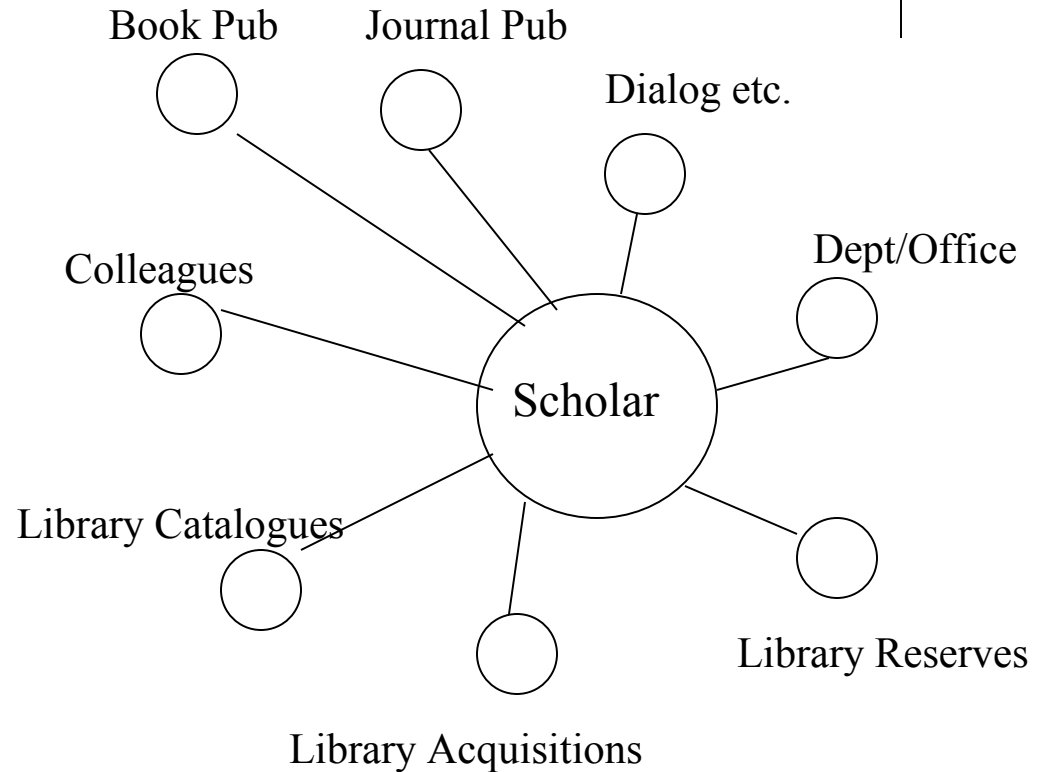 Book Pub
Journal Pub
Dialog etc.
Dept/Office
Colleagues
Scholar
Library Catalogues
Library Reserves
Library Acquisitions